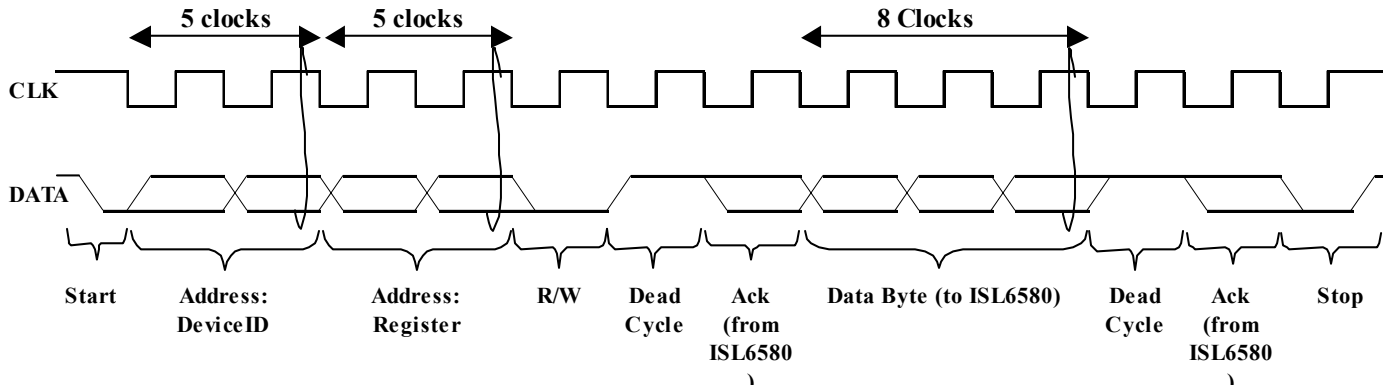 5 clocks 5 clocks 8 Clocks
CLK
DATA
Start Address: Address: R/W Dead Ack Data Byte (to ISL6580) Dead Ack Stop
DeviceID Register Cycle (from Cycle (from
ISL6580 ISL6580
) )